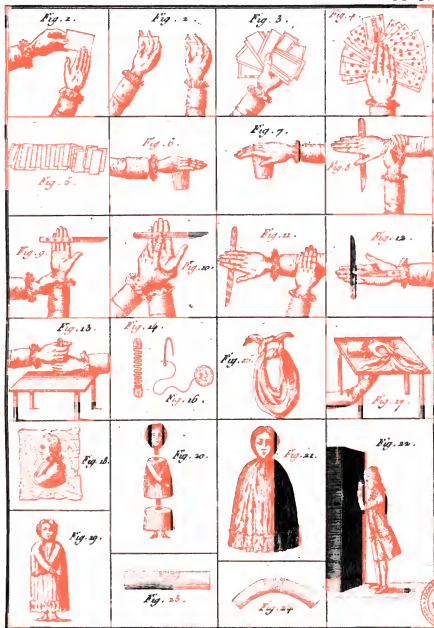 Fig. 1.
Fig. 2.
Fig. 3.
Fig. 4
Fig. 5.
Fig. 6.
Fig. 7.
Fig. 8
Fig. 9.
Fig. 10.
Fig. 11.
Fig. 12.
Fig. 13.
Fig. 14.
Fig. 15.
Fig. 16.
Fig. 17.
Fig. 18.
Fig. 19.
Fig. 20.
Fig. 21.
Fig. 22.
Fig. 23.
Fig. 24